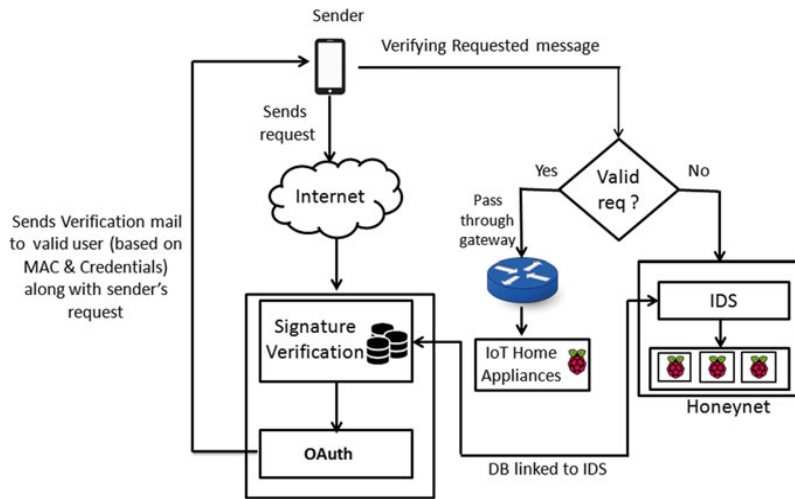 Sender
Verifying Requested message
Sends
request
Internet
Yes
No
Valid
req ?
Pass
through
gateway
Sends Verification mail
to valid user (based on
MAC & Credentials)
along with sender's
request
Signature
Verification
IoT Home
Appliances
IDS
Honeynet
OAuth
DB linked to IDS